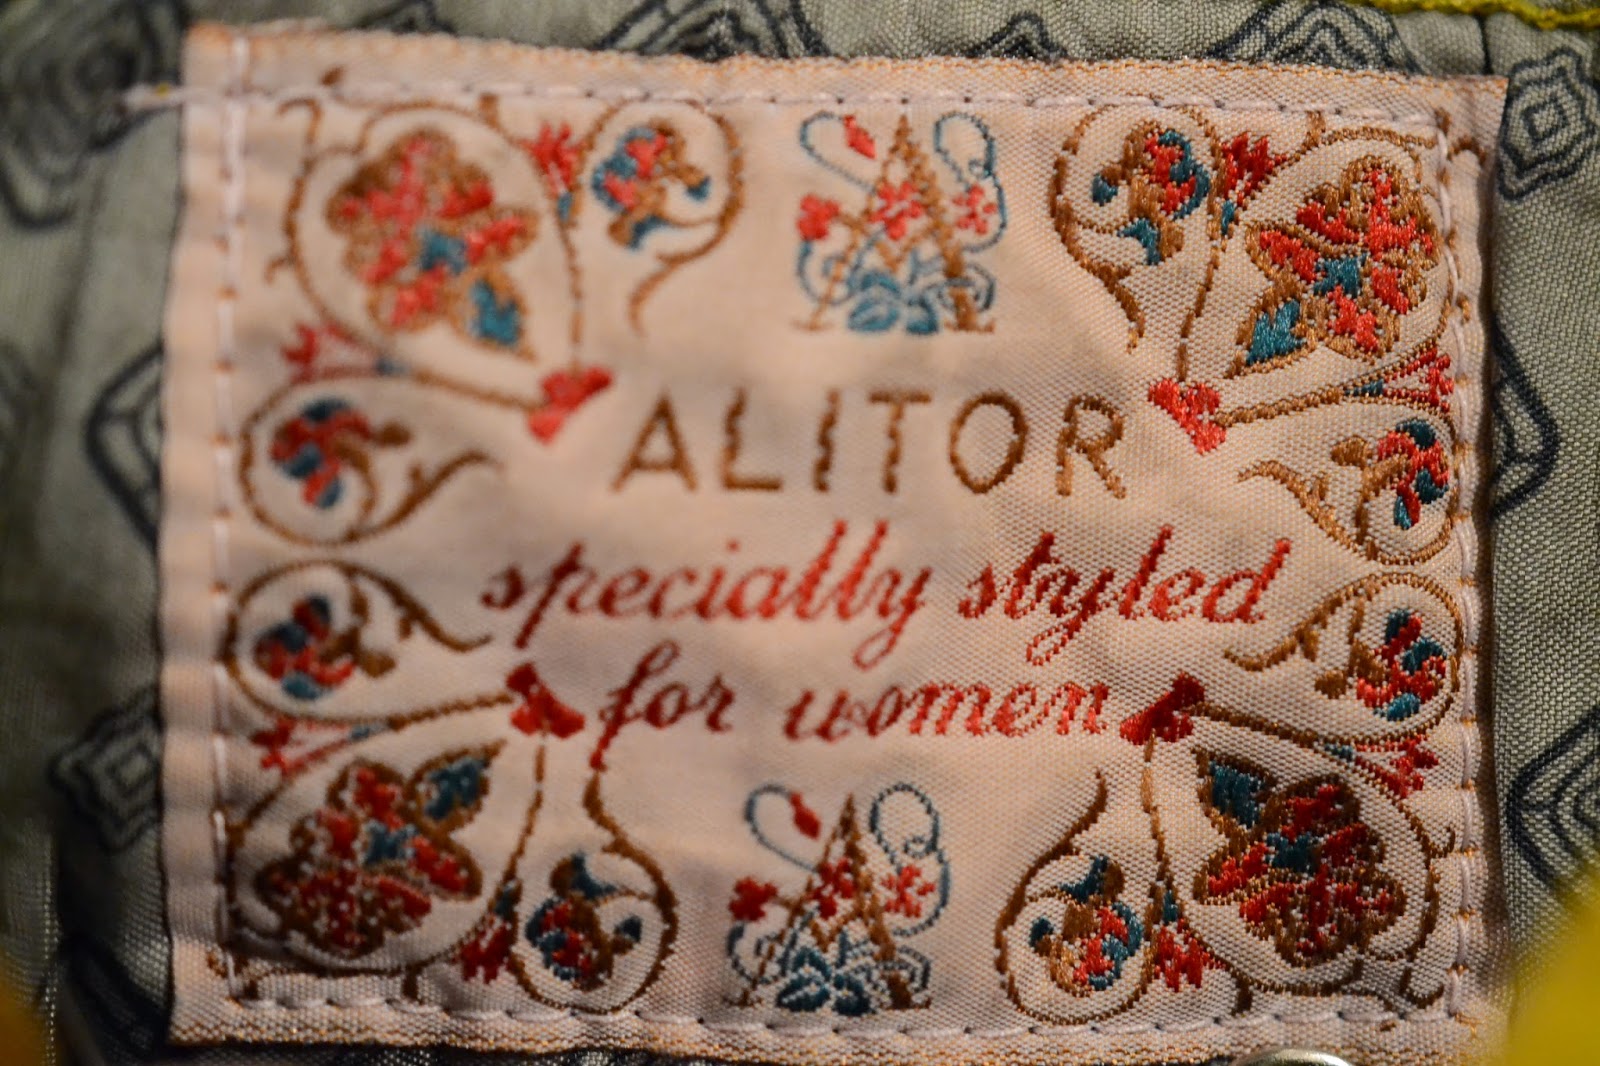 ALITOR
specially styled
for women